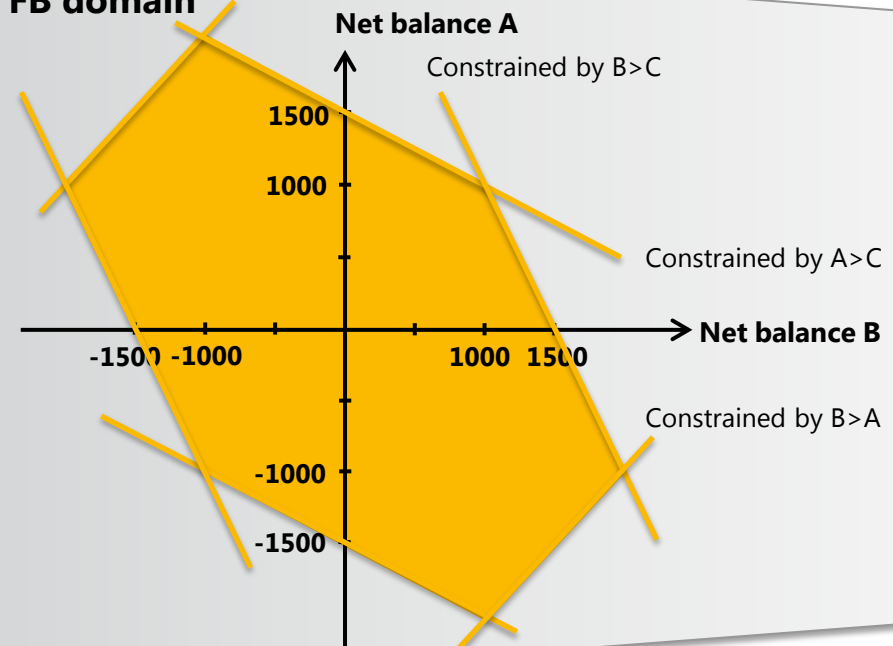 FB domain
Net balance A
Constrained by B>C
1500
1000
Constrained by A>C
Net balance B
-1500 -1000
1000 1500
Constrained by B>A
-1000
-1500